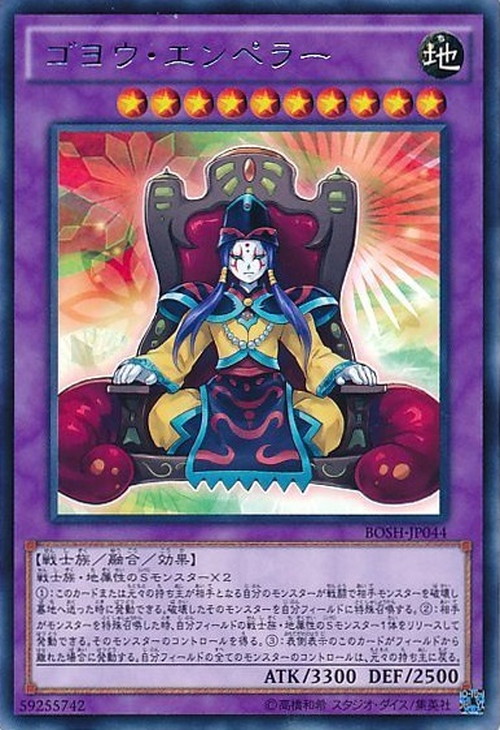 ゴヨウ・エンペラー
地
BOSH-JP044
【戦士族／融合／効果】
戦士族・地属性のSモンスター×２
①：このカードまたは元々の持ち主が相手となる自分のモンスターが戦闘で相手モンスターを破壊し
墓地へ送った時に発動できる。破壊したそのモンスターを自分フィールドに特殊召喚する。②：相手
がモンスターを特殊召喚した時、自分フィールドの戦士族・地属性のSモンスター１体をリリースして
発動できる。そのモンスターのコントロールを得る。③：表側表示のこのカードがフィールドから
離れた場合に発動する。自分フィールドの全てのモンスターのコントロールは、元々の持ち主に戻る。
ATK/3300 DEF/2500
59255742
©高橋和希 スタジオ・ダイス/集英社